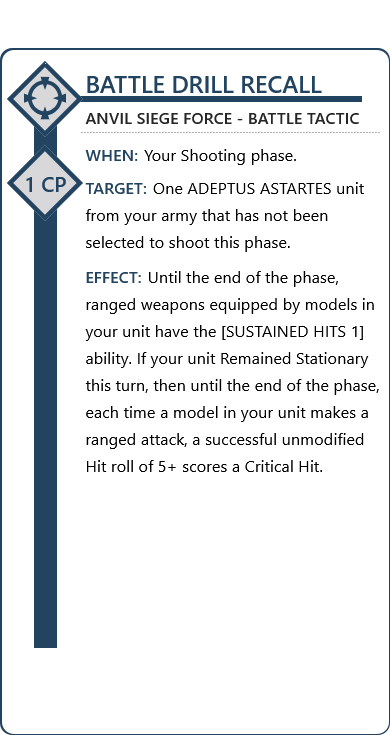 BATTLE DRILL RECALL
ANVIL SIEGE FORCE - BATTLE TACTIC
1 CP
WHEN: Your Shooting phase.
TARGET: One ADEPTUS ASTARTES unit
from your army that has not been
selected to shoot this phase.
EFFECT: Until the end of the phase,
ranged weapons equipped by models in
your unit have the [SUSTAINED HITS 1]
ability. If your unit Remained Stationary
this turn, then until the end of the phase,
each time a model in your unit makes a
ranged attack, a successful unmodified
Hit roll of 5+ scores a Critical Hit.